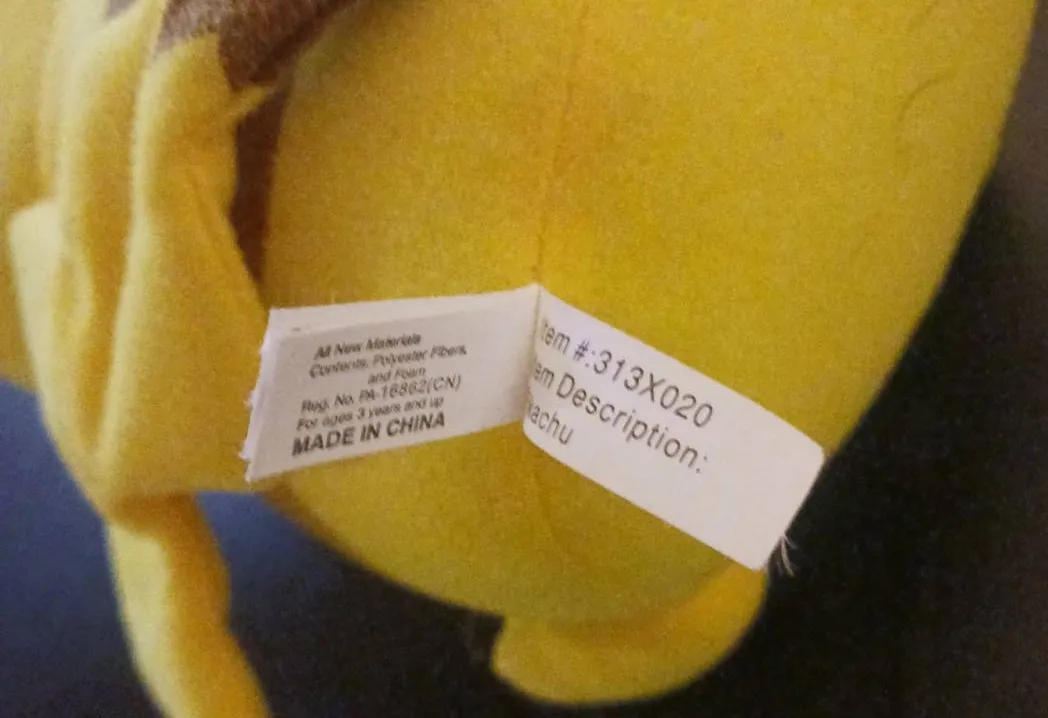 All New Materials
Contents: Polyester Fibers,
and Foam
Reg. No. PA-16862(CN)
For ages 3 years and up
MADE IN CHINA
tem #:313X020
em Description:
achu